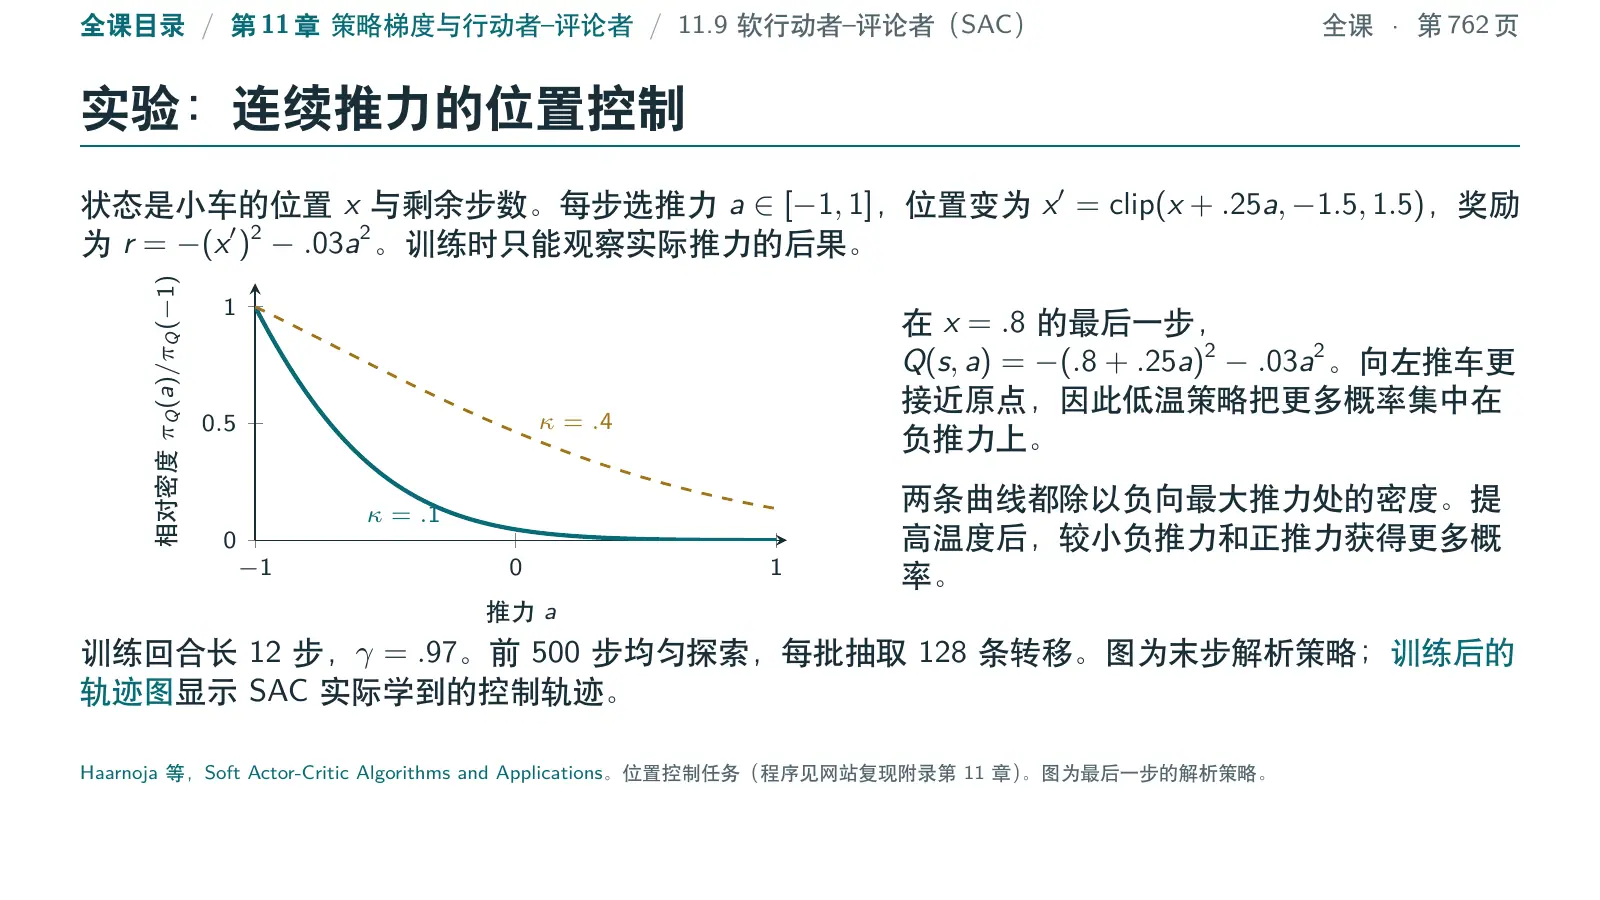 全课目录 / 第 11 章 策略梯度与行动者–评论者 / 11.9 软行动者–评论者（SAC）
全课 · 第 762 页
实验：连续推力的位置控制
状态是小车的位置 x 与剩余步数。每步选推力 a ∈ [−1, 1]，位置变为 x′ = clip(x + .25a, −1.5, 1.5)，奖励
为 r = −(x′)² − .03a²。训练时只能观察实际推力的后果。
相对密度 π_Q(a)/π_Q(−1)
1
0.5
0
κ = .4
κ = .1
−1 0 1
推力 a
在 x = .8 的最后一步，
Q(s, a) = −(.8 + .25a)² − .03a²。向左推车更
接近原点，因此低温策略把更多概率集中在
负推力上。
两条曲线都除以负向最大推力处的密度。提
高温度后，较小负推力和正推力获得更多概
率。
训练回合长 12 步，γ = .97。前 500 步均匀探索，每批抽取 128 条转移。图为末步解析策略；训练后的
轨迹图显示 SAC 实际学到的控制轨迹。
Haarnoja 等，Soft Actor-Critic Algorithms and Applications。位置控制任务（程序见网站复现附录第 11 章）。图为最后一步的解析策略。